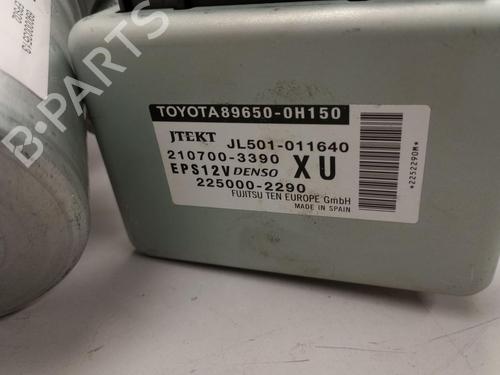 TOYOTA89650-0H150
JTEKT JL501-011640
210700-3390 XU
EPS12V DENSO
225000-2290
FUJITSU TEN EUROPE GmbH
MADE IN SPAIN
*2252290M*
B-PARTS